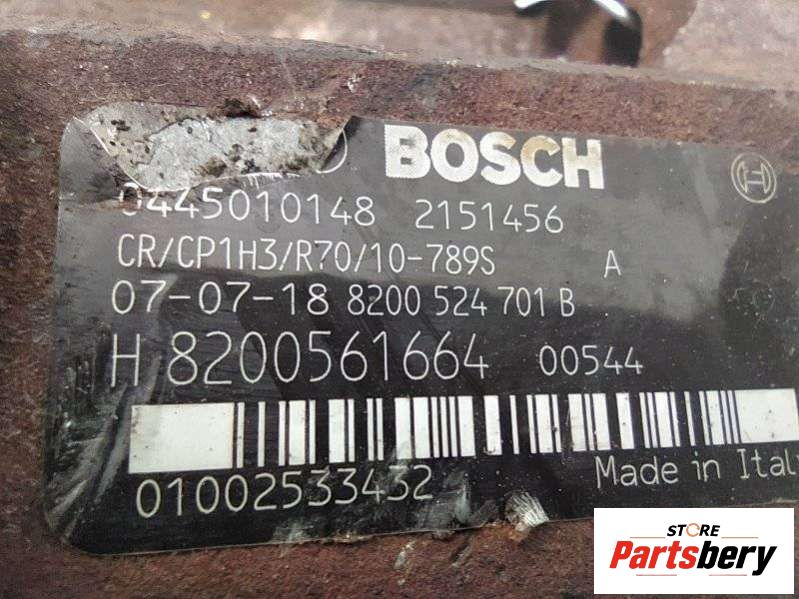 BOSCH
0445010148 2151456
CR/CP1H3/R70/10-789S A
07-07-18 8200 524 701 B
H 8200561664 00544
01002533432
Made in Italy
STORE
Partsbery